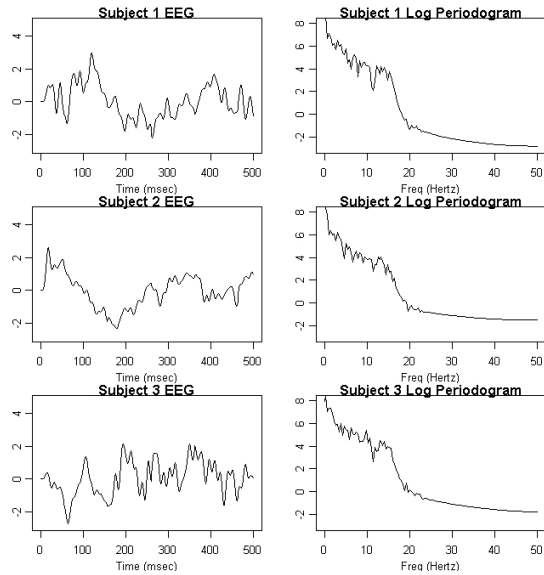 Subject 1 EEG
4
2
0
-2
0 100 200 300 400 500
Time (msec)
Subject 1 Log Periodogram
8
6
4
2
0
-2
0 10 20 30 40 50
Freq (Hertz)
Subject 2 EEG
4
2
0
-2
0 100 200 300 400 500
Time (msec)
Subject 2 Log Periodogram
8
6
4
2
0
-2
0 10 20 30 40 50
Freq (Hertz)
Subject 3 EEG
4
2
0
-2
0 100 200 300 400 500
Time (msec)
Subject 3 Log Periodogram
8
6
4
2
0
-2
0 10 20 30 40 50
Freq (Hertz)